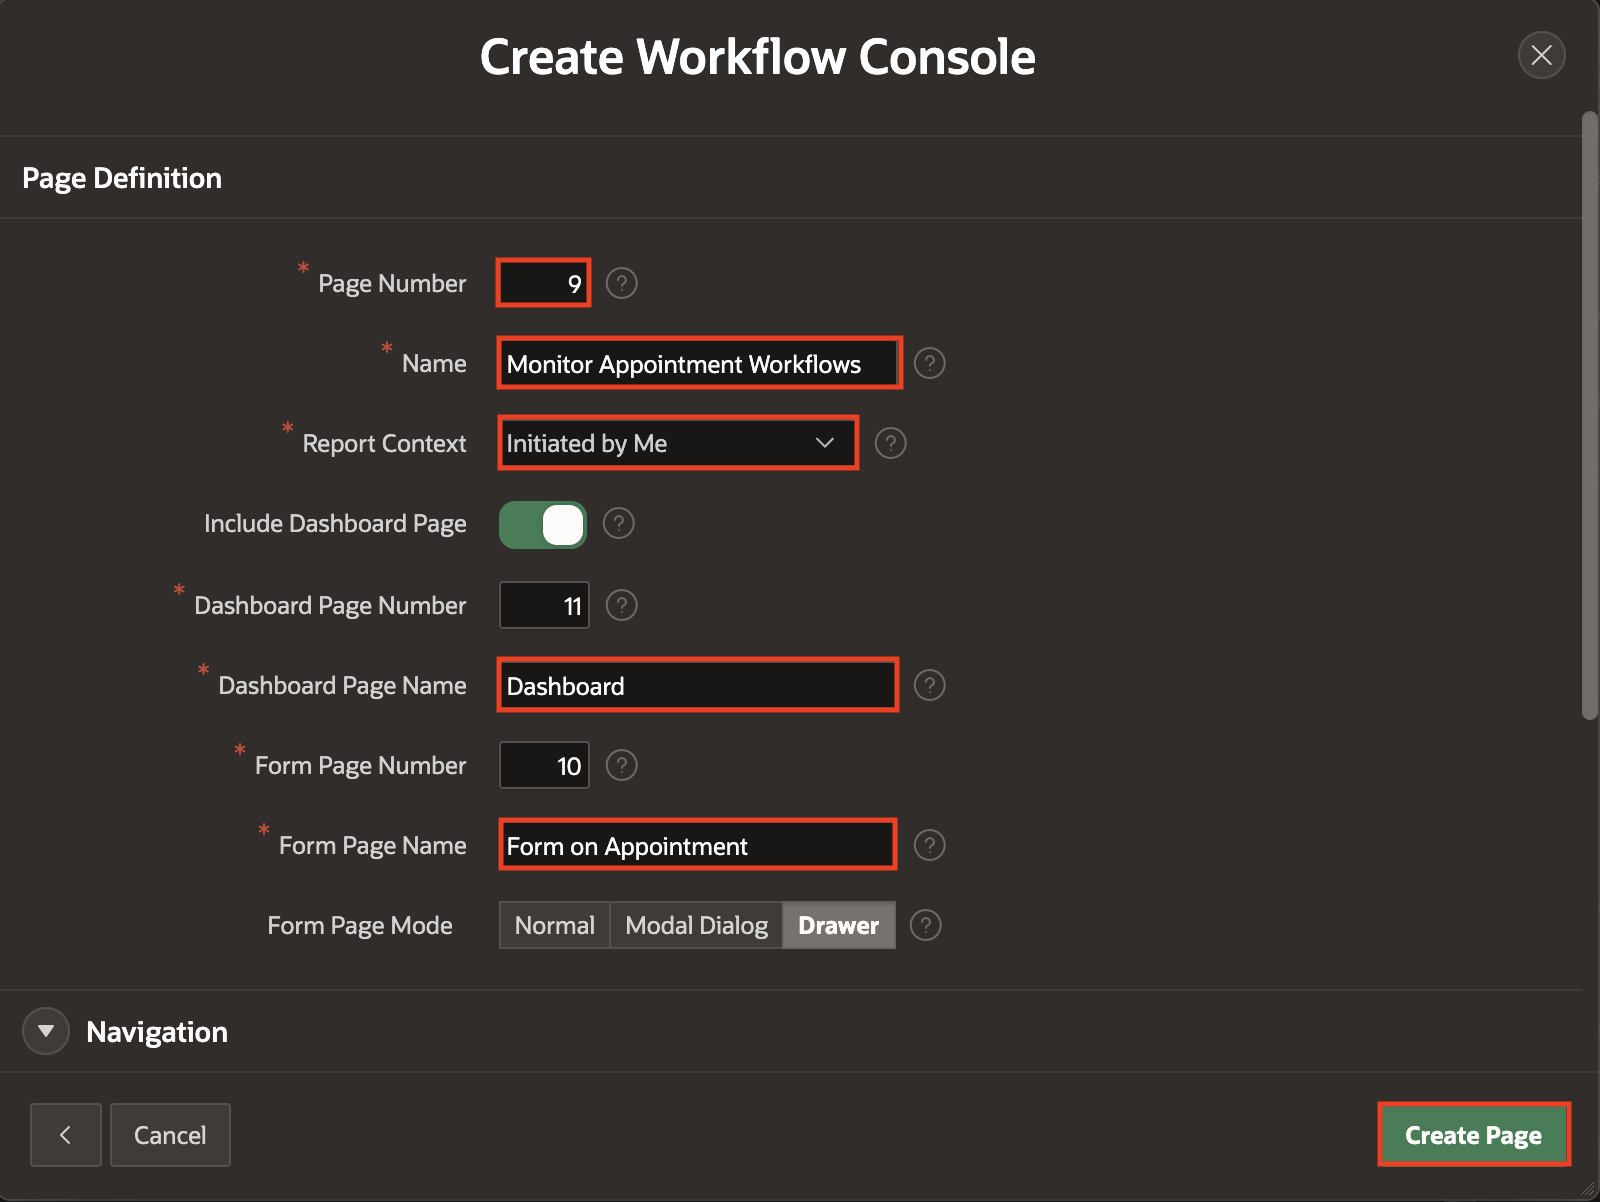 Create Workflow Console
Page Definition
* Page Number 9 ?
* Name Monitor Appointment Workflows ?
* Report Context Initiated by Me ?
Include Dashboard Page ?
* Dashboard Page Number 11 ?
* Dashboard Page Name Dashboard ?
* Form Page Number 10 ?
* Form Page Name Form on Appointment ?
Form Page Mode Normal Modal Dialog Drawer ?
Navigation
Cancel Create Page